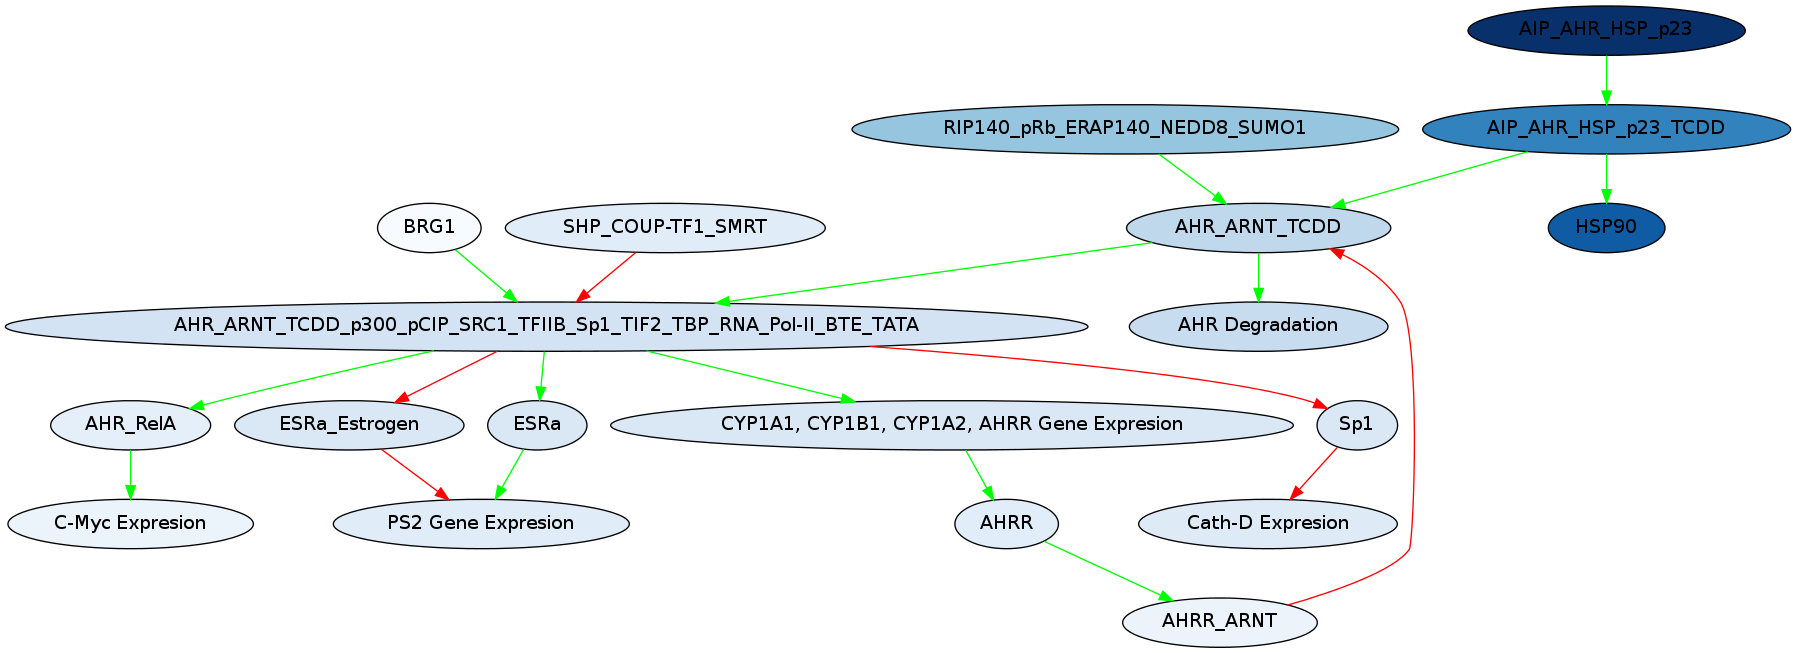 AIP_AHR_HSP_p23
RIP140_pRb_ERAP140_NEDD8_SUMO1
AIP_AHR_HSP_p23_TCDD
BRG1
SHP_COUP-TF1_SMRT
AHR_ARNT_TCDD
HSP90
AHR_ARNT_TCDD_p300_pCIP_SRC1_TFIIB_Sp1_TIF2_TBP_RNA_Pol-II_BTE_TATA
AHR Degradation
AHR_RelA
ESRa_Estrogen
ESRa
CYP1A1, CYP1B1, CYP1A2, AHRR Gene Expresion
Sp1
C-Myc Expresion
PS2 Gene Expresion
AHRR
Cath-D Expresion
AHRR_ARNT